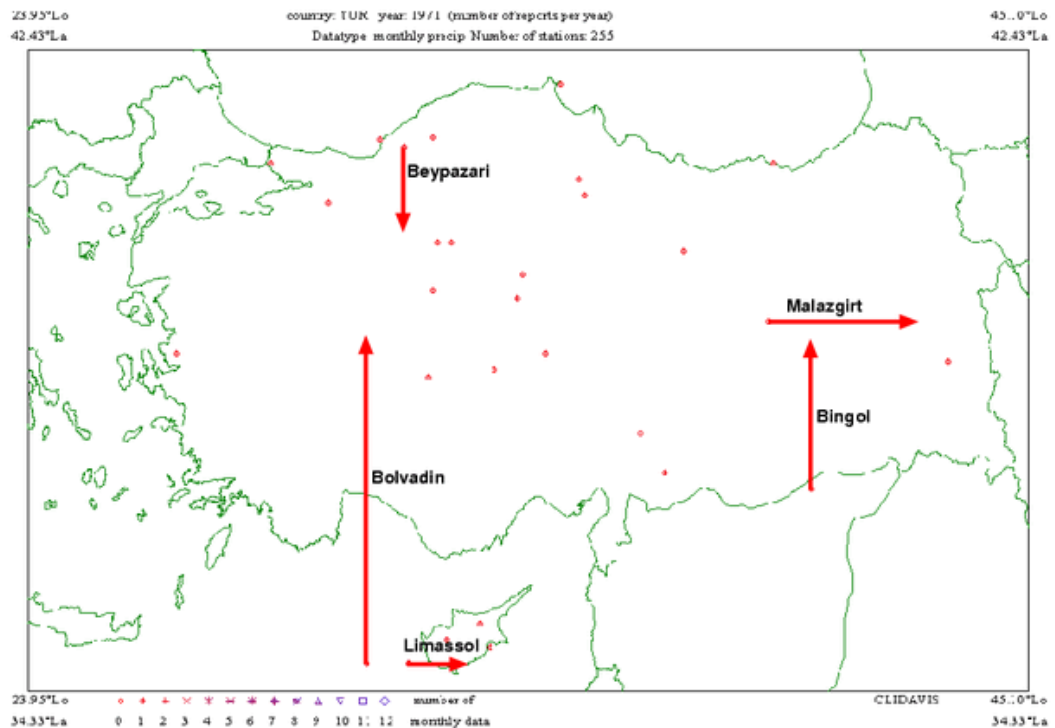 23.95°Lo country: TUR year: 1971 (number of reports per year)
42.43°La Datatype monthly precip Number of stations: 255 42.43°La
Beypazari
Malazgirt
Bingol
Bolvadin
Limassol
23.95°Lo number of CLIDAVIS
34.33°La 0 1 2 3 4 5 6 7 8 9 10 12 monthly data 34.33°La